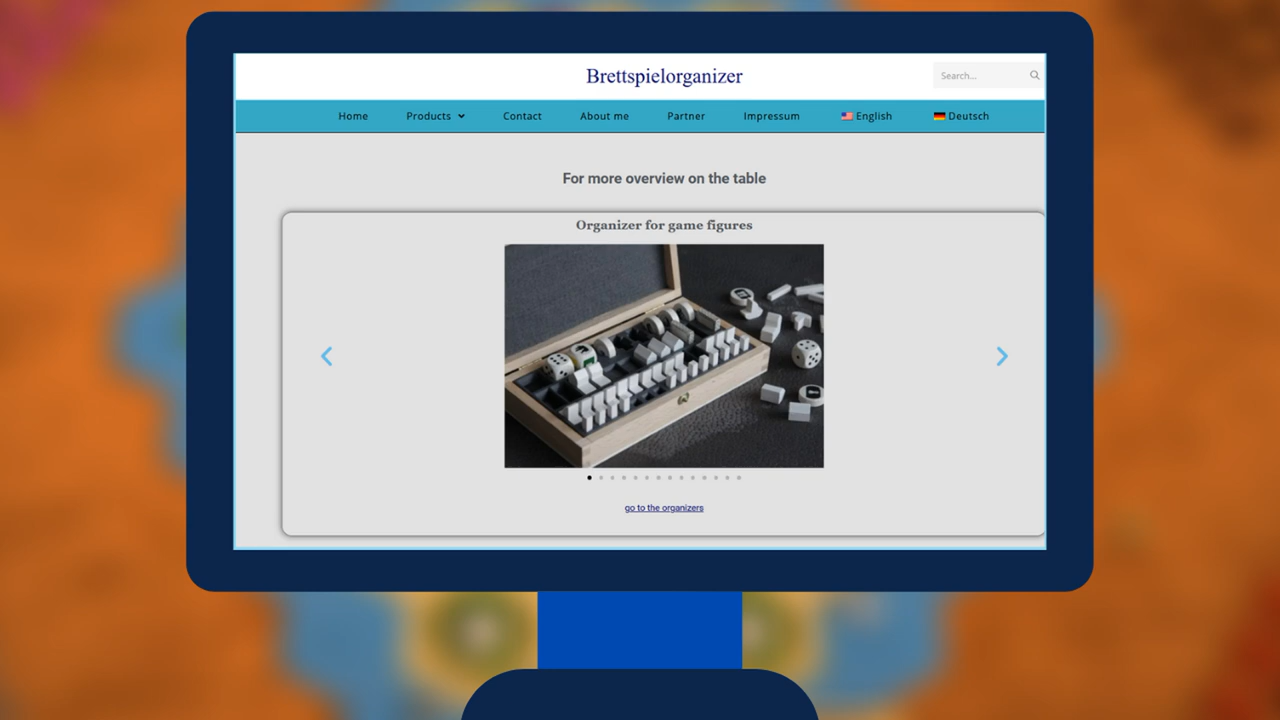 Brettspielorganizer
Search...
Home Products Contact About me Partner Impressum English Deutsch
For more overview on the table
Organizer for game figures
go to the organizers